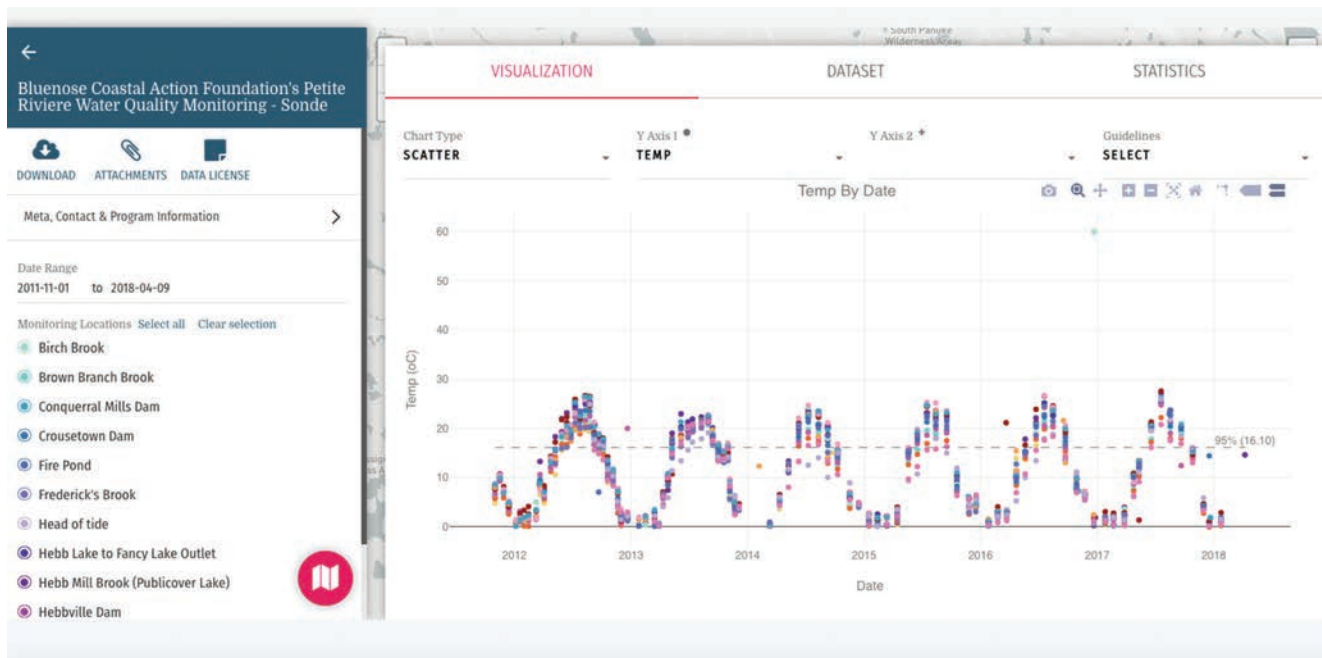 South Panuke
Wilderness Area
Bluenose Coastal Action Foundation's Petite
Riviere Water Quality Monitoring - Sonde
DOWNLOAD ATTACHMENTS DATA LICENSE
Meta, Contact & Program Information
Date Range
2011-11-01 to 2018-04-09
Monitoring Locations Select all Clear selection
Birch Brook
Brown Branch Brook
Conquerral Mills Dam
Crousetown Dam
Fire Pond
Frederick's Brook
Head of tide
Hebb Lake to Fancy Lake Outlet
Hebb Mill Brook (Publicover Lake)
Hebbville Dam
VISUALIZATION DATASET STATISTICS
Chart Type Y Axis 1 Y Axis 2 Guidelines
SCATTER TEMP SELECT
Temp By Date
60
50
40
30
20
10
0
Temp (oC)
95% (16.10)
2012 2013 2014 2015 2016 2017 2018
Date